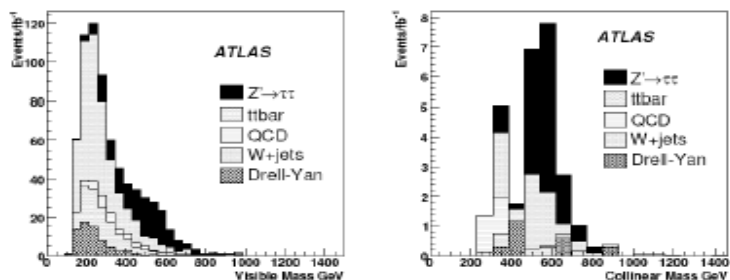 Events/fb⁻¹
120
100
80
60
40
20
0
0 200 400 600 800 1000 1400
Visible Mass GeV
ATLAS
Z'→ττ
ttbar
QCD
W+jets
Drell-Yan
Events/fb⁻¹
8
7
6
5
4
3
2
1
0
0 200 400 600 800 1000 1400
Collinear Mass GeV
ATLAS
Z'→ττ
ttbar
QCD
W+jets
Drell-Yan